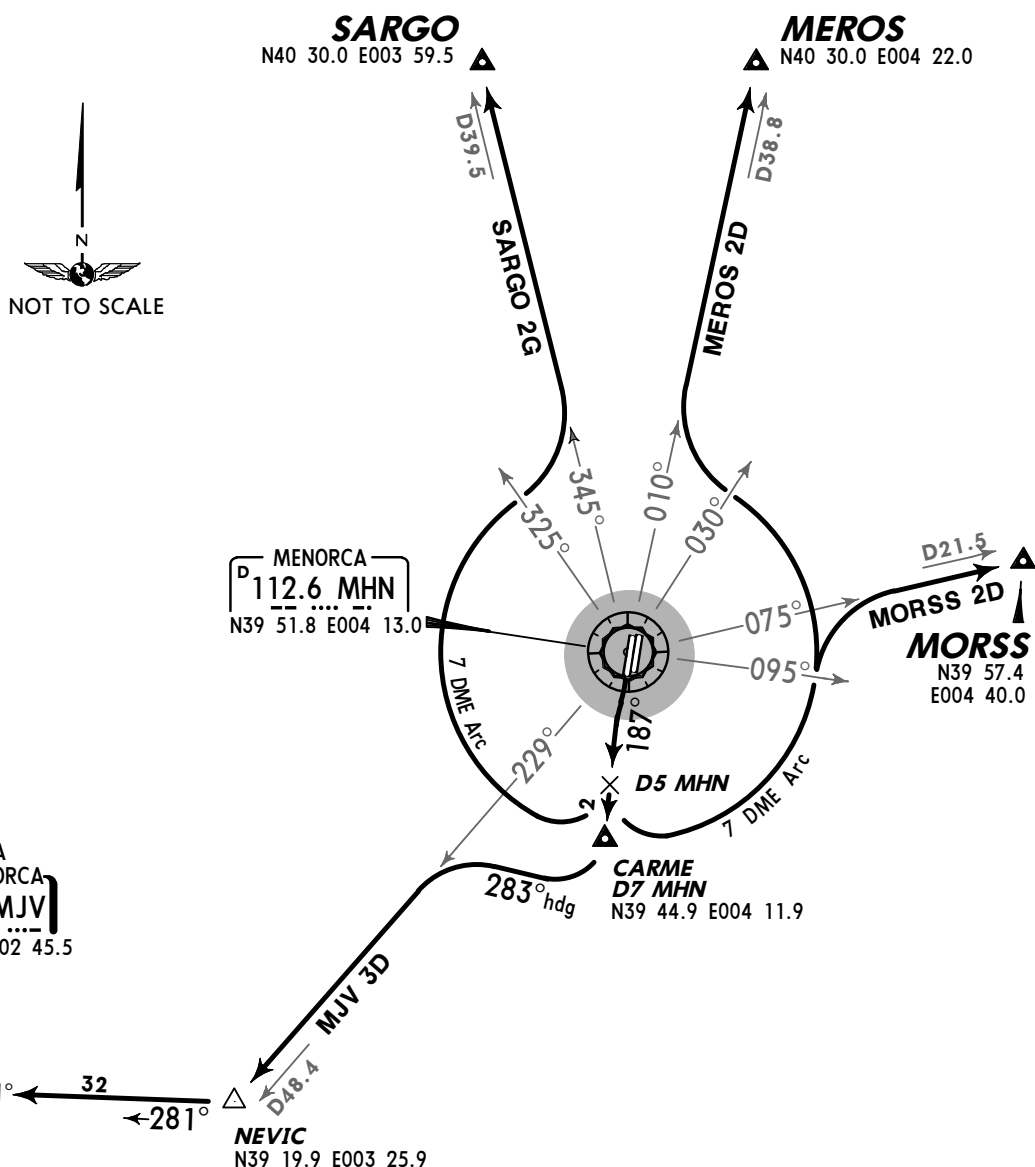 SARGO
N40 30.0 E003 59.5
MEROS
N40 30.0 E004 22.0
D39.5
D38.8
N
NOT TO SCALE
SARGO 2G
MEROS 2D
345°
010°
325°
030°
D21.5
MENORCA
D 112.6 MHN
N39 51.8 E004 13.0
075°
MORSS 2D
MORSS
N39 57.4
E004 40.0
095°
7 DME Arc
187°
229°
D5 MHN
2
7 DME Arc
CARME
D7 MHN
N39 44.9 E004 11.9
283°hdg
A
ORCA
MJV
02 45.5
MJV 3D
D48.4
32
281°
NEVIC
N39 19.9 E003 25.9